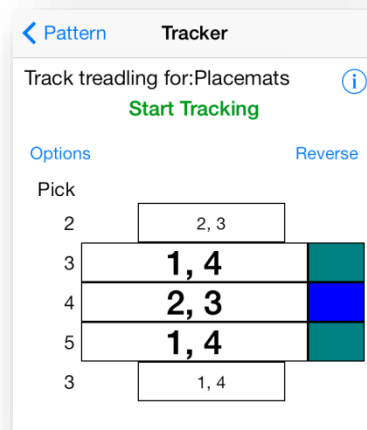 Pattern Tracker
Track treadling for:Placemats i
Start Tracking
Options Reverse
Pick
2 2, 3
3 1, 4
4 2, 3
5 1, 4
3 1, 4